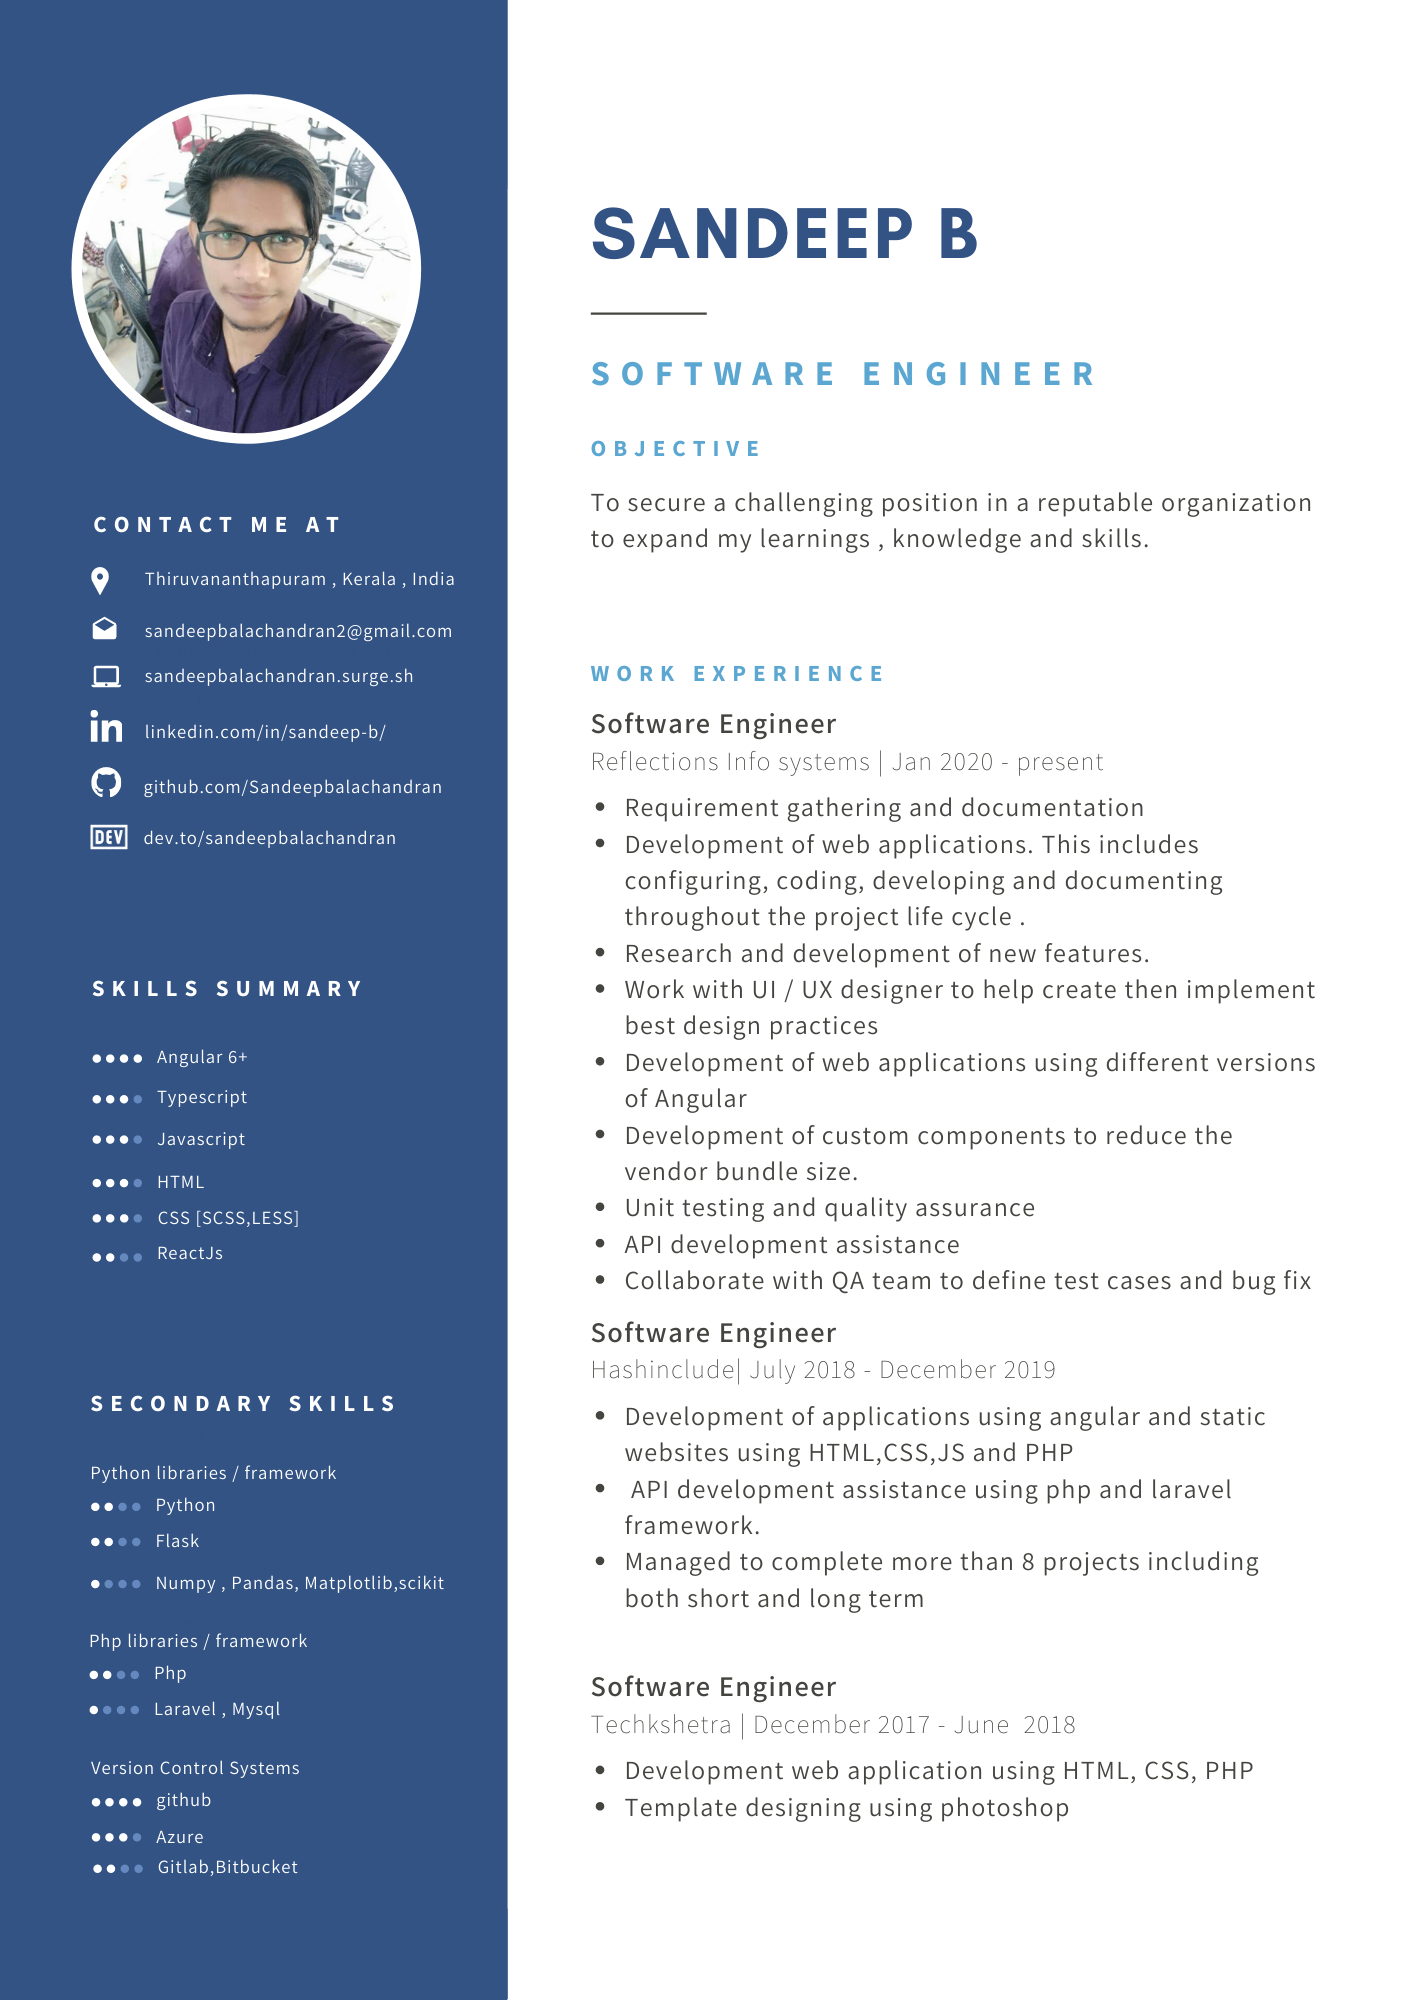 SANDEEP B
SOFTWARE ENGINEER
OBJECTIVE
To secure a challenging position in a reputable organization
to expand my learnings , knowledge and skills.
WORK EXPERIENCE
Software Engineer
Reflections Info systems | Jan 2020 - present
• Requirement gathering and documentation
• Development of web applications. This includes
configuring, coding, developing and documenting
throughout the project life cycle .
• Research and development of new features.
• Work with UI / UX designer to help create then implement
best design practices
• Development of web applications using different versions
of Angular
• Development of custom components to reduce the
vendor bundle size.
• Unit testing and quality assurance
• API development assistance
• Collaborate with QA team to define test cases and bug fix
Software Engineer
Hashinclude| July 2018 - December 2019
• Development of applications using angular and static
websites using HTML,CSS,JS and PHP
• API development assistance using php and laravel
framework.
• Managed to complete more than 8 projects including
both short and long term
Software Engineer
Techkshetra | December 2017 - June 2018
• Development web application using HTML, CSS, PHP
• Template designing using photoshop
CONTACT ME AT
Thiruvananthapuram , Kerala , India
sandeepbalachandran2@gmail.com
sandeepbalachandran.surge.sh
in linkedin.com/in/sandeep-b/
github.com/Sandeepbalachandran
DEV dev.to/sandeepbalachandran
SKILLS SUMMARY
Angular 6+
Typescript
Javascript
HTML
CSS [SCSS,LESS]
ReactJs
SECONDARY SKILLS
Python libraries / framework
Python
Flask
Numpy , Pandas, Matplotlib,scikit
Php libraries / framework
Php
Laravel , Mysql
Version Control Systems
github
Azure
Gitlab,Bitbucket